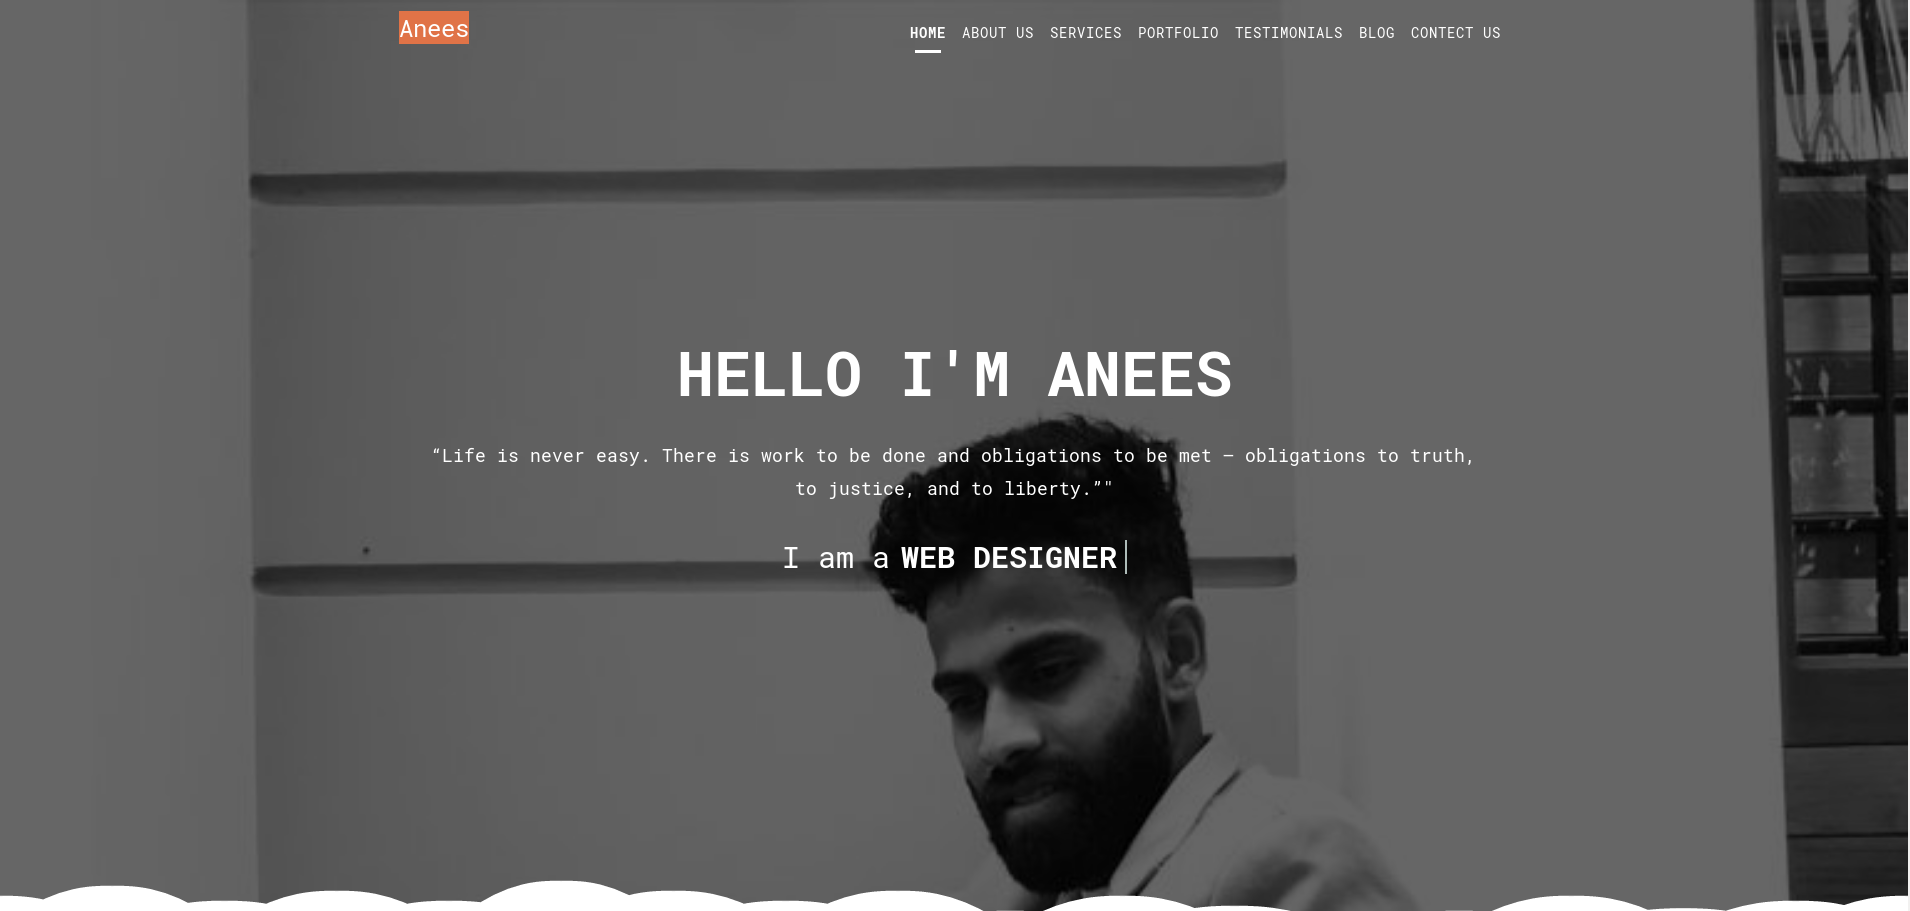 Anees
HOME ABOUT US SERVICES PORTFOLIO TESTIMONIALS BLOG CONTACT US
HELLO I'M ANEES
“Life is never easy. There is work to be done and obligations to be met – obligations to truth,
to justice, and to liberty.”"
I am a WEB DESIGNER